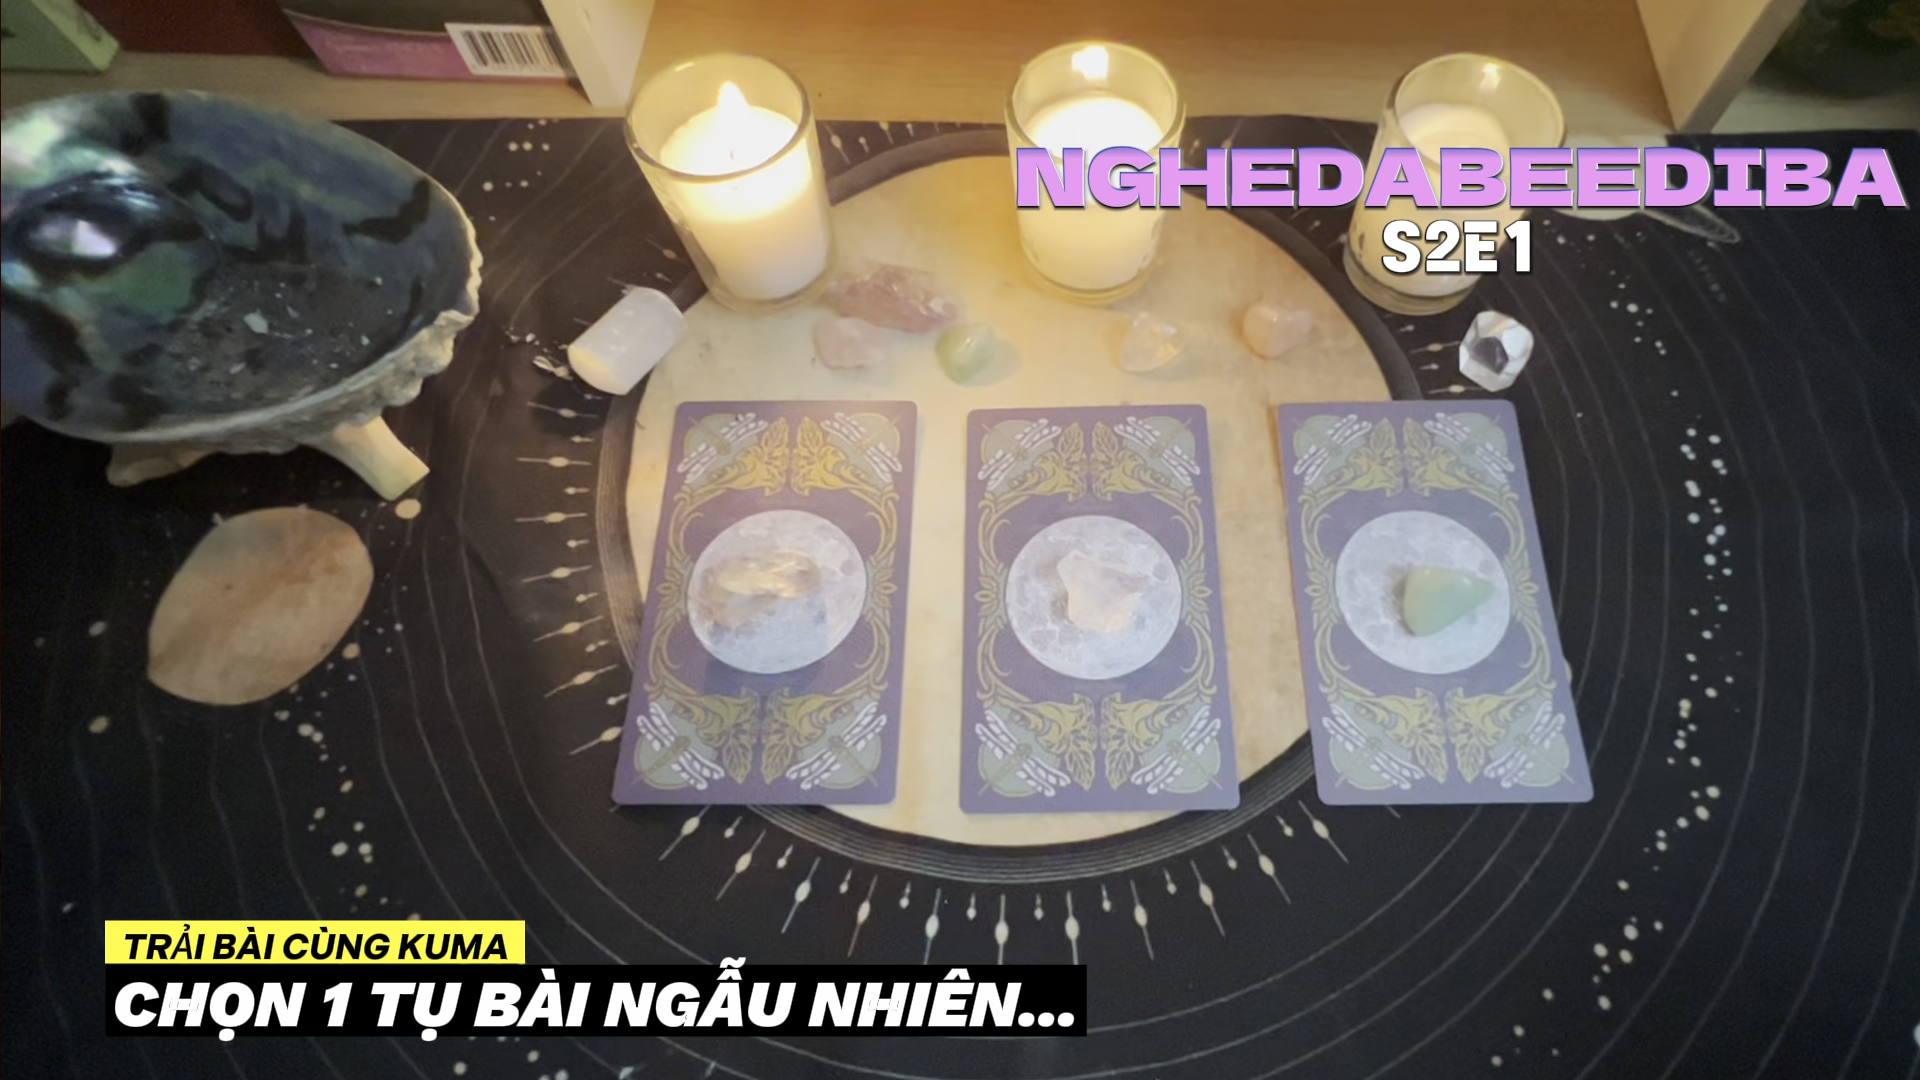 NGHEDABEEDIBA
S2E1
TRẢI BÀI CÙNG KUMA
CHỌN 1 TỤ BÀI NGẪU NHIÊN...